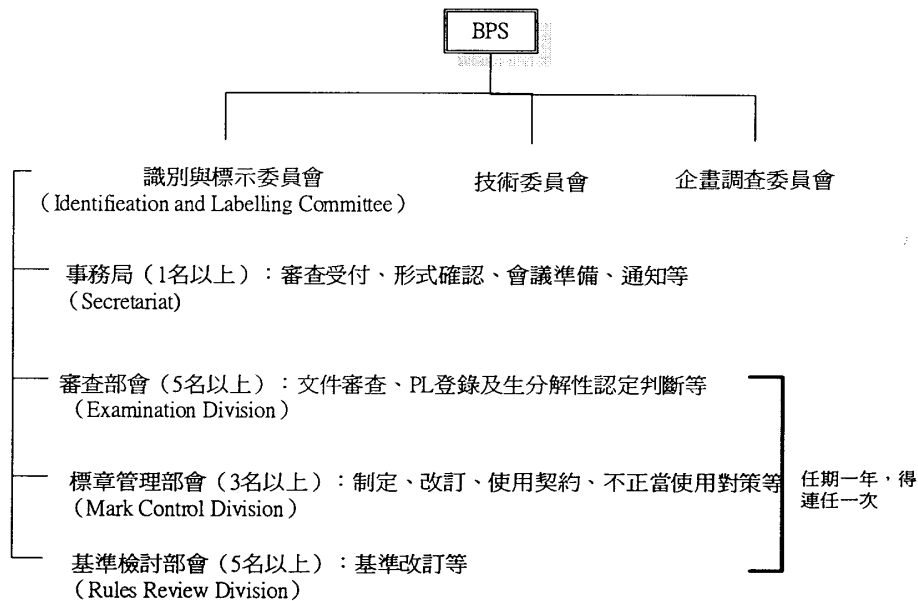 BPS
識別與標示委員會
（Identification and Labelling Committee）
技術委員會
企畫調查委員會
事務局（1名以上）：審查受付、形式確認、會議準備、通知等
（Secretariat)
審查部會（5名以上）：文件審查、PL登錄及生分解性認定判斷等
（Examination Division）
標章管理部會（3名以上）：制定、改訂、使用契約、不正當使用對策等
（Mark Control Division）
基準檢討部會（5名以上）：基準改訂等
（Rules Review Division）
任期一年，得
連任一次